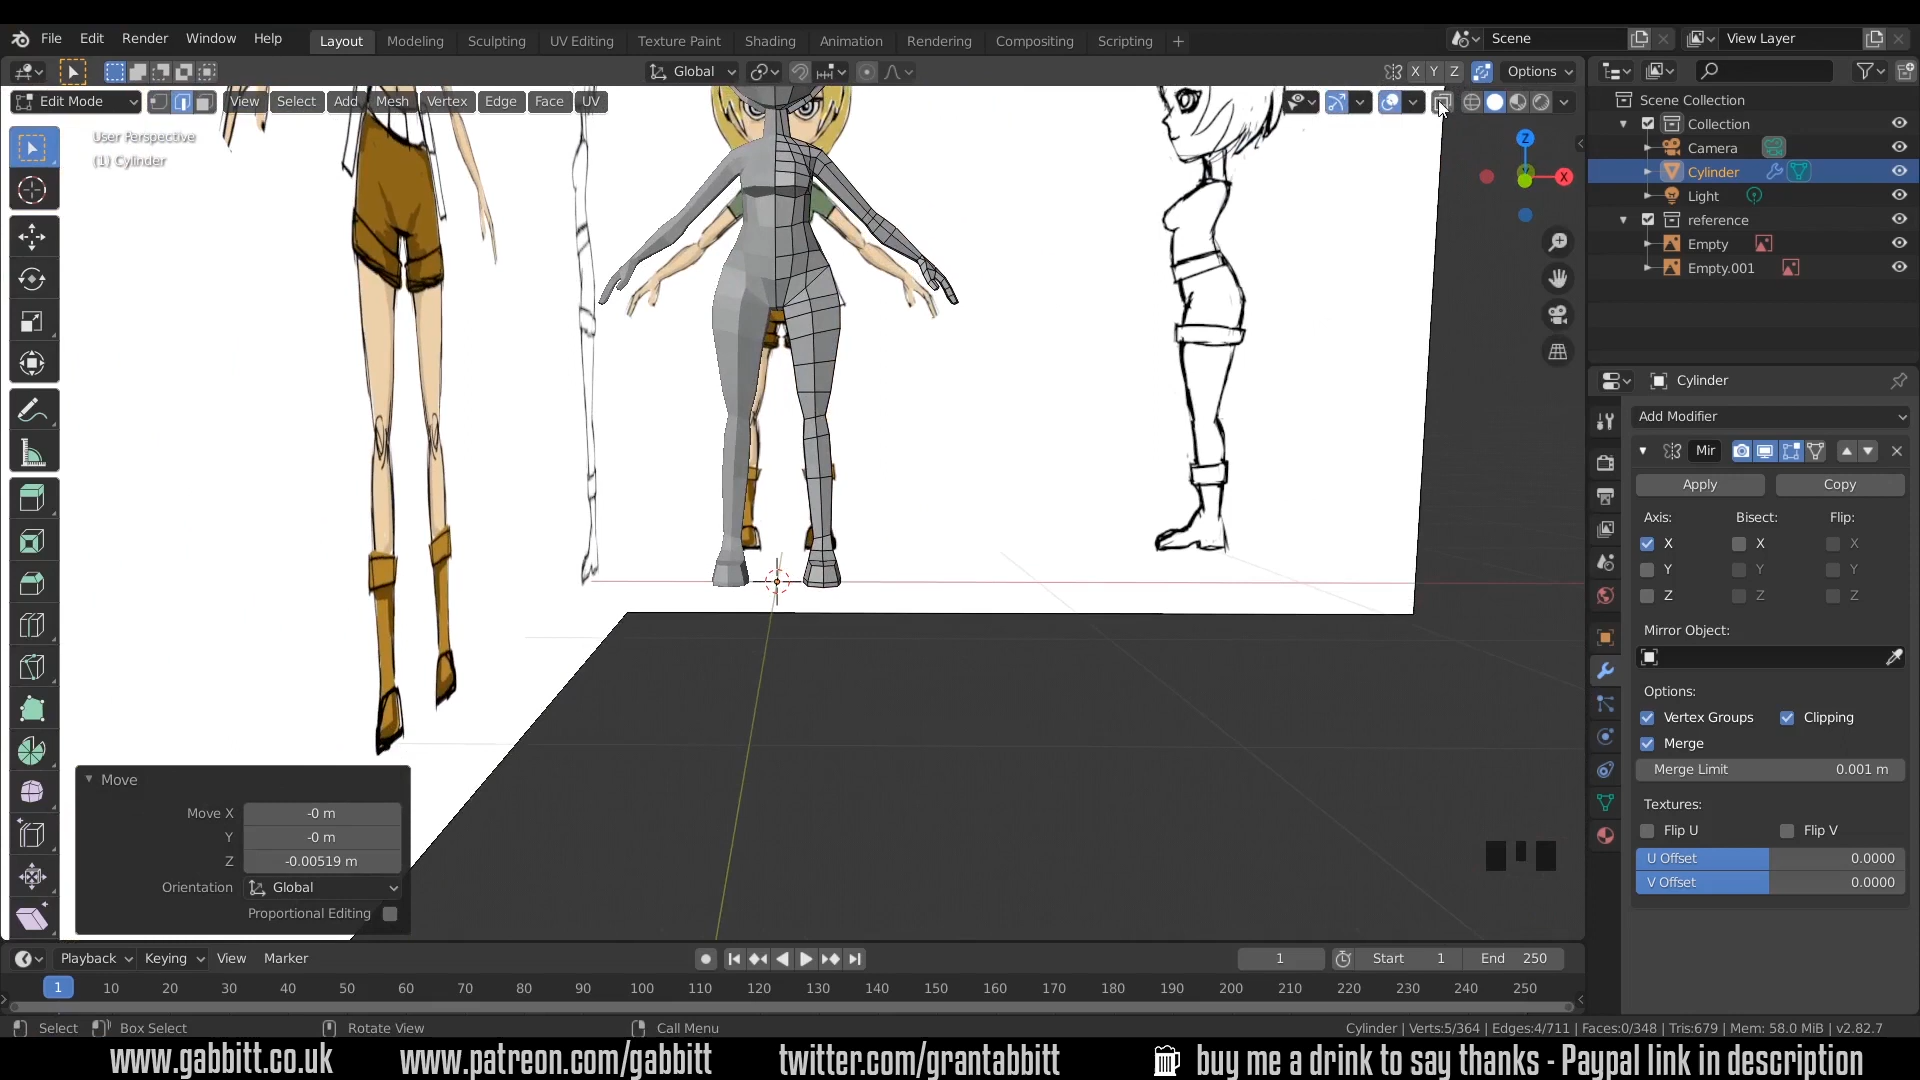 File Edit Render Window Help Layout Modeling Sculpting UV Editing Texture Paint Shading Animation Rendering Compositing Scripting + Scene View Layer
Global X Y Z Options
Edit Mode View Select Add Mesh Vertex Edge Face UV
User Perspective
(1) Cylinder
Z
X
Scene Collection
Collection
Camera
Cylinder
Light
reference
Empty
Empty.001
Cylinder
Add Modifier
Mir
Apply Copy
Axis: Bisect: Flip:
X X X
Y Y Y
Z Z Z
Mirror Object:
Options:
Vertex Groups Clipping
Merge
Merge Limit 0.001 m
Textures:
Flip U Flip V
U Offset 0.0000
V Offset 0.0000
Move
Move X -0 m
Y -0 m
Z -0.00519 m
Orientation Global
Proportional Editing
Playback Keying View Marker 1 Start 1 End 250
1 10 20 30 40 50 60 70 80 90 100 110 120 130 140 150 160 170 180 190 200 210 220 230 240 250
Select Box Select Rotate View Call Menu Cylinder | Verts:5/364 | Edges:4/711 | Faces:0/348 | Tris:679 | Mem: 58.0 MiB | v2.82.7
www.gabbitt.co.uk www.patreon.com/gabbitt twitter.com/grantabbitt buy me a drink to say thanks - Paypal link in description